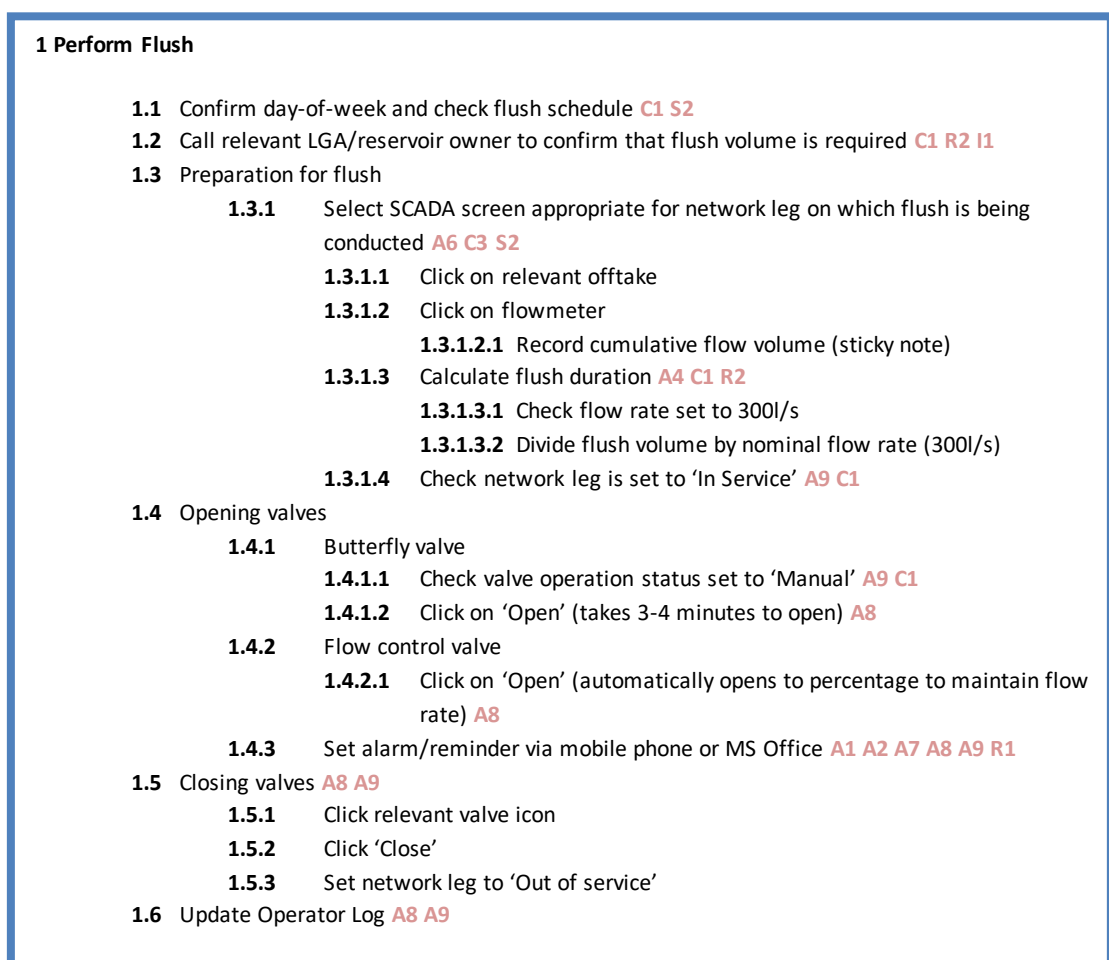 1 Perform Flush
1.1 Confirm day-of-week and check flush schedule C1 S2
1.2 Call relevant LGA/reservoir owner to confirm that flush volume is required C1 R2 I1
1.3 Preparation for flush
1.3.1 Select SCADA screen appropriate for network leg on which flush is being
conducted A6 C3 S2
1.3.1.1 Click on relevant offtake
1.3.1.2 Click on flowmeter
1.3.1.2.1 Record cumulative flow volume (sticky note)
1.3.1.3 Calculate flush duration A4 C1 R2
1.3.1.3.1 Check flow rate set to 300l/s
1.3.1.3.2 Divide flush volume by nominal flow rate (300l/s)
1.3.1.4 Check network leg is set to ‘In Service’ A9 C1
1.4 Opening valves
1.4.1 Butterfly valve
1.4.1.1 Check valve operation status set to ‘Manual’ A9 C1
1.4.1.2 Click on ‘Open’ (takes 3-4 minutes to open) A8
1.4.2 Flow control valve
1.4.2.1 Click on ‘Open’ (automatically opens to percentage to maintain flow
rate) A8
1.4.3 Set alarm/reminder via mobile phone or MS Office A1 A2 A7 A8 A9 R1
1.5 Closing valves A8 A9
1.5.1 Click relevant valve icon
1.5.2 Click ‘Close’
1.5.3 Set network leg to ‘Out of service’
1.6 Update Operator Log A8 A9